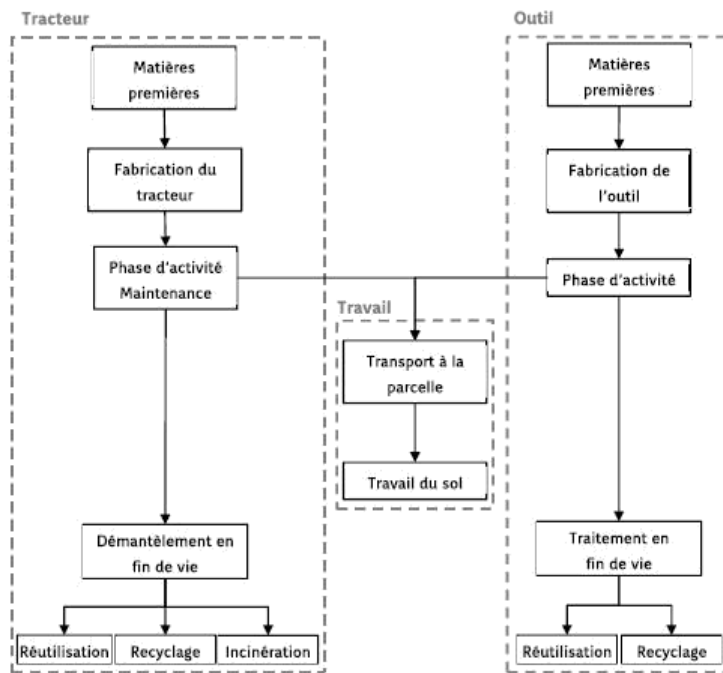 Tracteur
Matières
premières
Fabrication du
tracteur
Phase d'activité
Maintenance
Démantèlement en
fin de vie
Réutilisation
Recyclage
Incinération
Travail
Transport à la
parcelle
Travail du sol
Outil
Matières
premières
Fabrication de
l'outil
Phase d'activité
Traitement en
fin de vie
Réutilisation
Recyclage